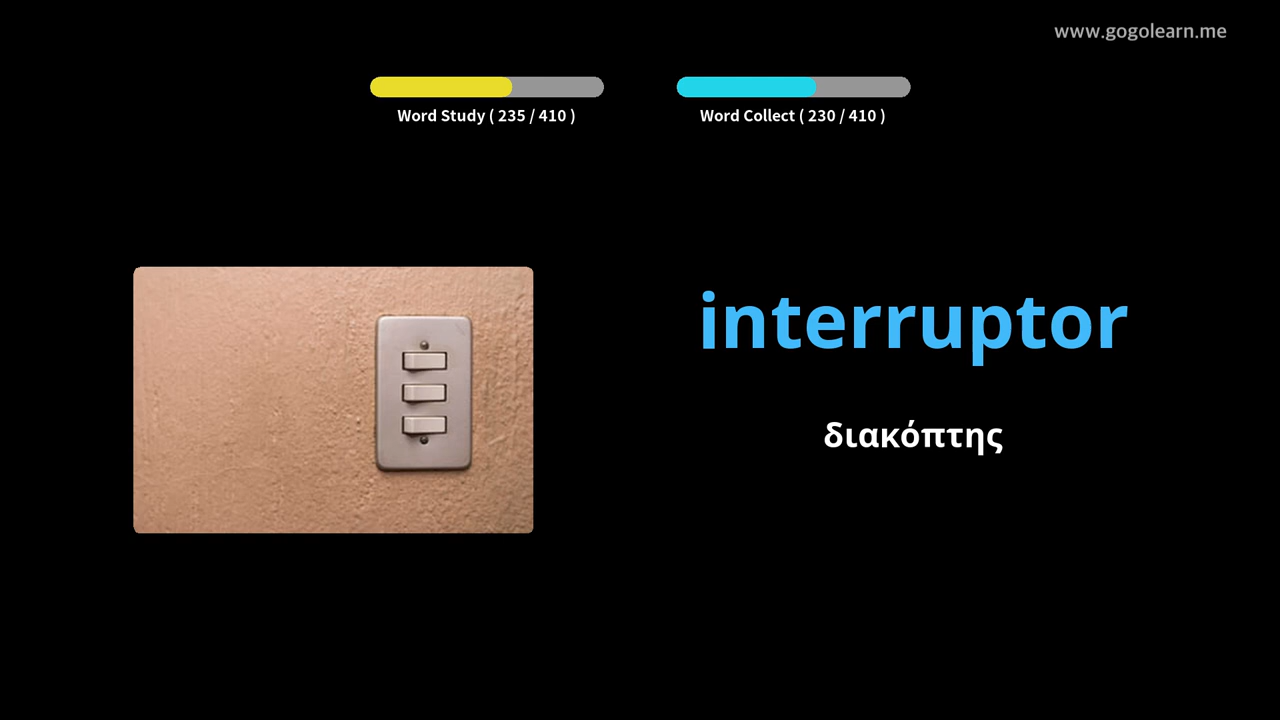 www.gogolearn.me
Word Study ( 235 / 410 )
Word Collect ( 230 / 410 )
interruptor
διακόπτης